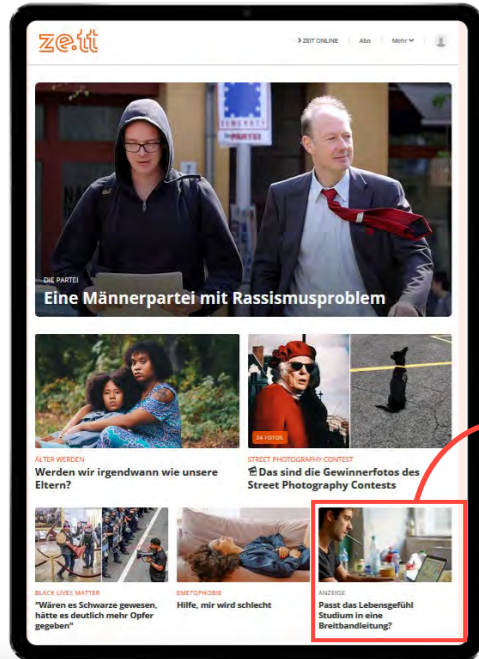 ze.tt
ZEIT ONLINE
Abo
Mehr
PARTEI
DIE PARTEI
Eine Männerpartei mit Rassismusproblem
ÄLTER WERDEN
Werden wir irgendwann wie unsere
Eltern?
34 FOTOS
STREET PHOTOGRAPHY CONTEST
Das sind die Gewinnerfotos des
Street Photography Contests
BLACK LIVES MATTER
"Wären es Schwarze gewesen,
hätte es deutlich mehr Opfer
gegeben"
EMETOPHOBIE
Hilfe, mir wird schlecht
ANZEIGE
Passt das Lebensgefühl
Studium in eine
Breitbandleitung?